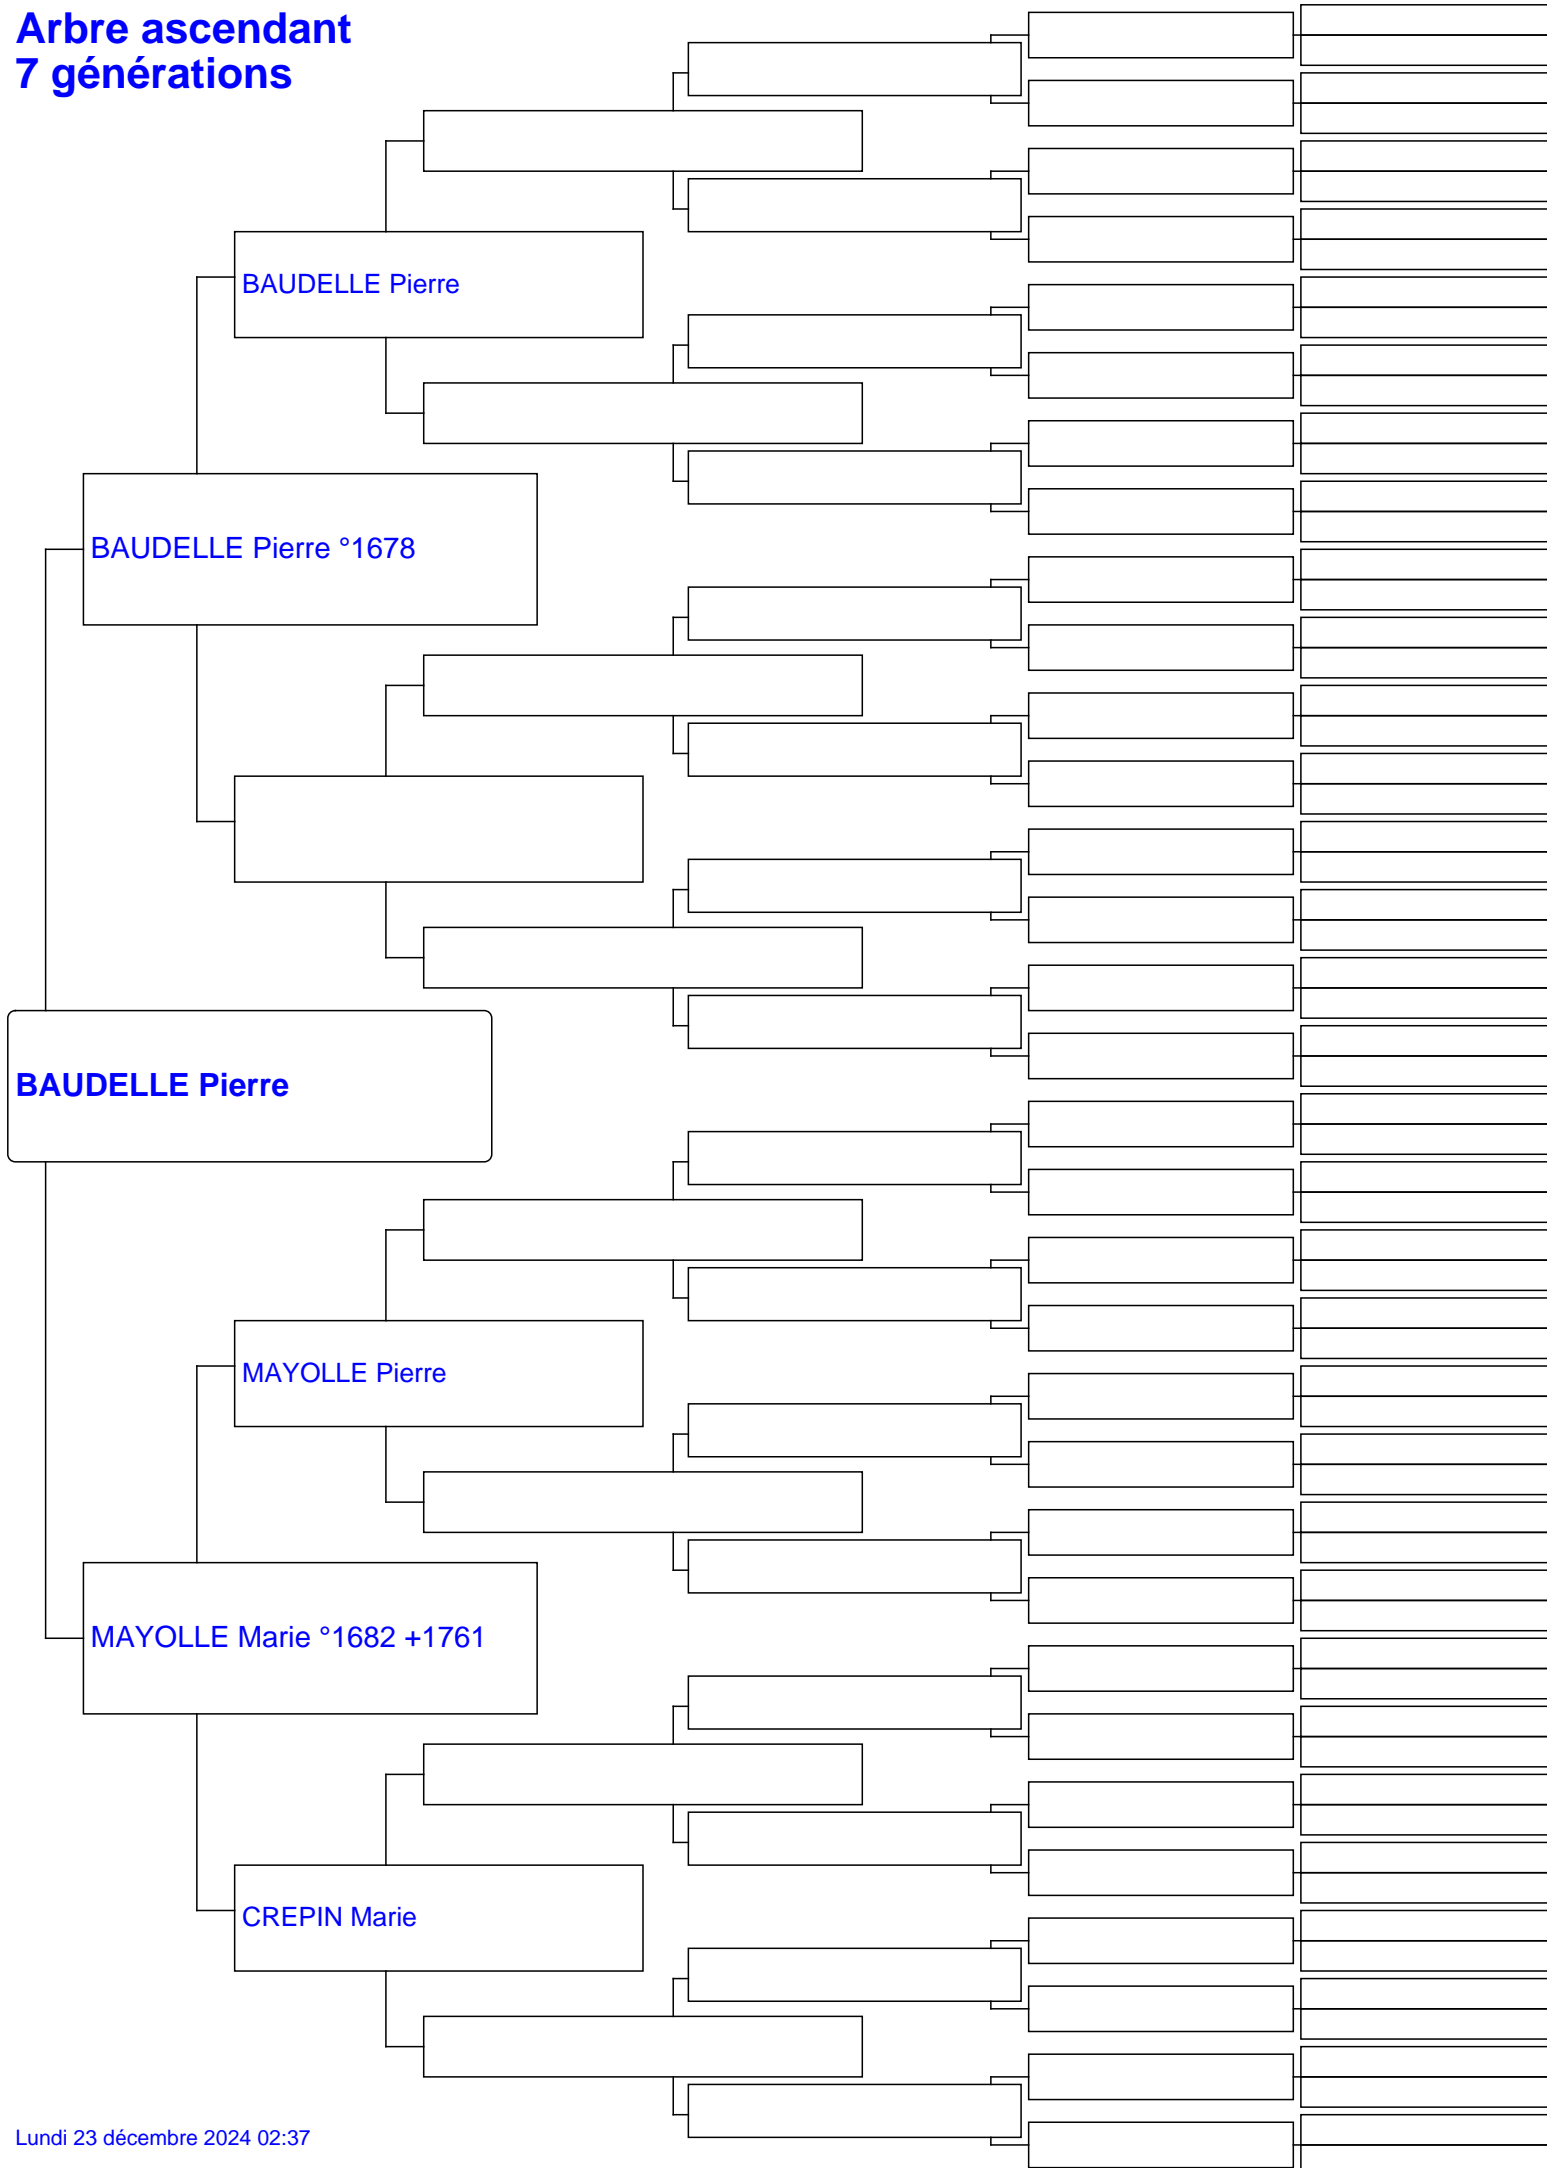 Arbre ascendant
7 générations
BAUDELLE Pierre
BAUDELLE Pierre °1678
BAUDELLE Pierre
MAYOLLE Pierre
MAYOLLE Marie °1682 +1761
CREPIN Marie
Lundi 23 décembre 2024 02:37